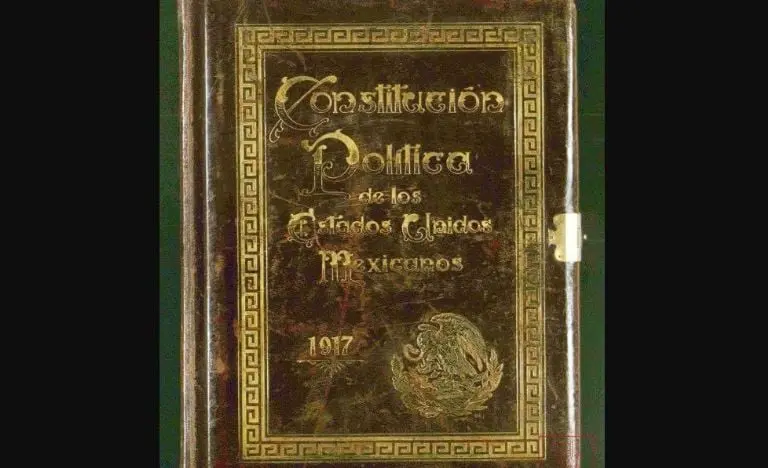 Constitución
Política
de los
Estados Unidos
Mexicanos
1917